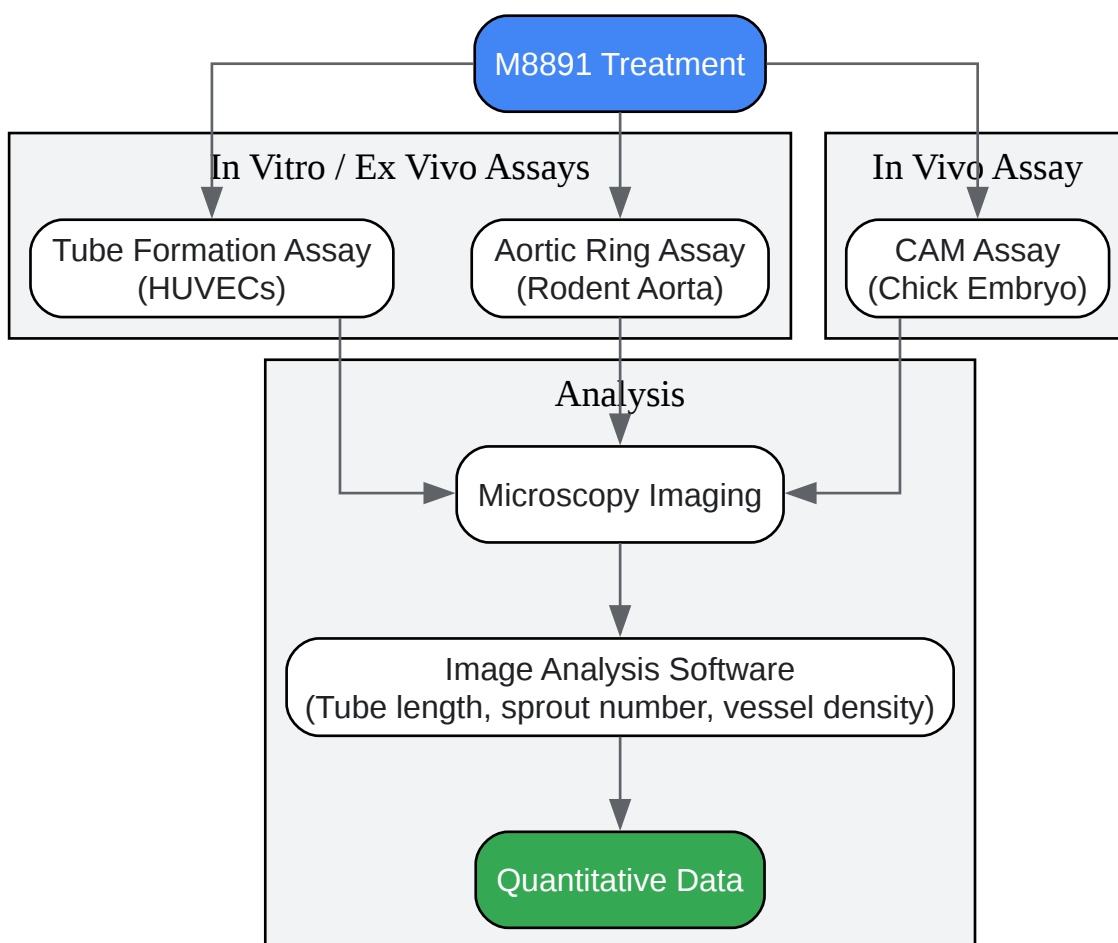 M8891 Treatment
In Vitro / Ex Vivo Assays
In Vivo Assay
Tube Formation Assay
(HUVECs)
Aortic Ring Assay
(Rodent Aorta)
CAM Assay
(Chick Embryo)
Analysis
Microscopy Imaging
Image Analysis Software
(Tube length, sprout number, vessel density)
Quantitative Data